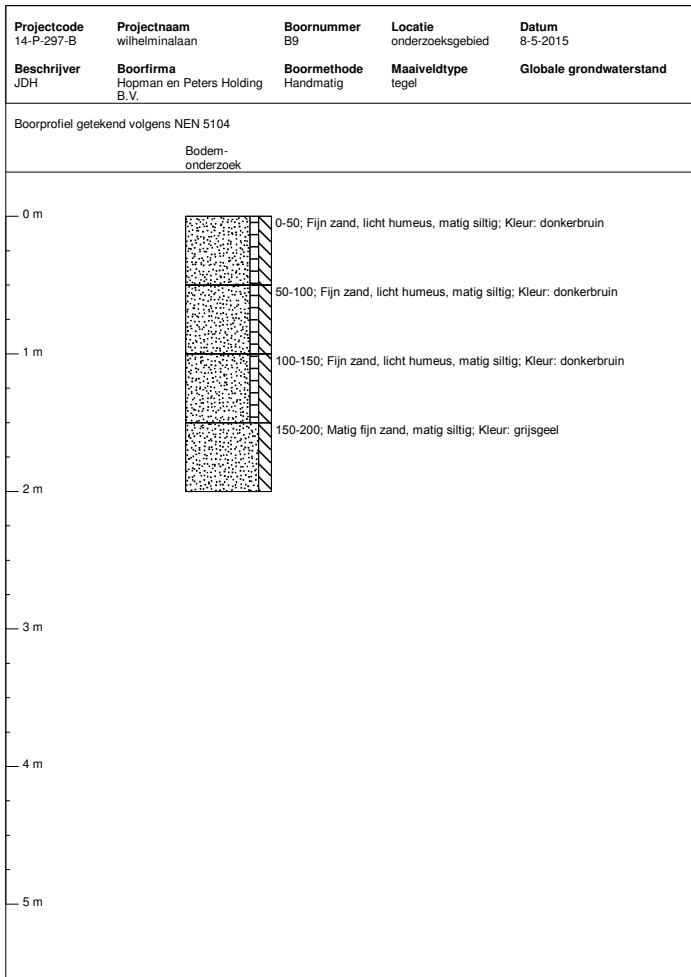 Projectcode Projectnaam Boornummer Locatie Datum
14-P-297-B wilhelminalaan B9 onderzoeksgebied 8-5-2015
Beschrijver Boorfirma Boormethode Maaiveldtype Globale grondwaterstand
JDH Hopman en Peters Holding Handmatig tegel
B.V.
Boorprofiel getekend volgens NEN 5104
Bodem-
onderzoek
0 m
0-50; Fijn zand, licht humeus, matig siltig; Kleur: donkerbruin
50-100; Fijn zand, licht humeus, matig siltig; Kleur: donkerbruin
1 m
100-150; Fijn zand, licht humeus, matig siltig; Kleur: donkerbruin
150-200; Matig fijn zand, matig siltig; Kleur: grijsgeel
2 m
3 m
4 m
5 m